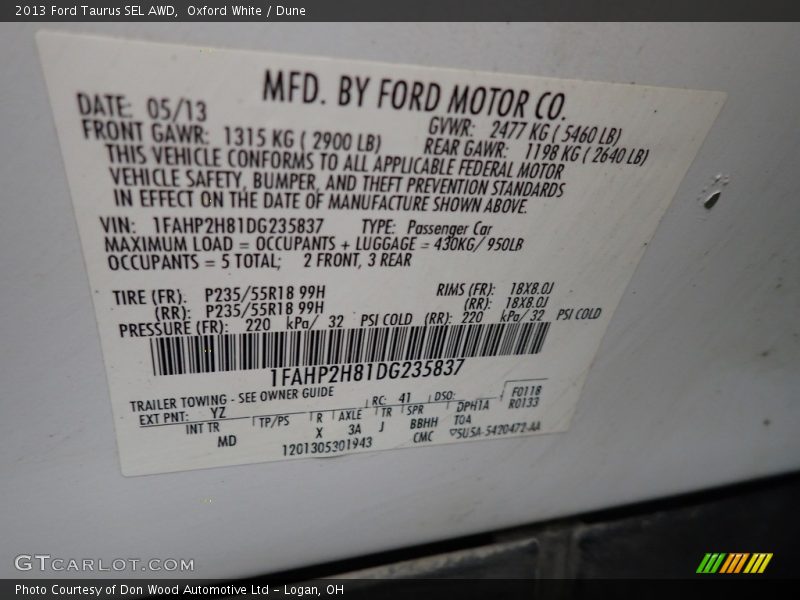 2013 Ford Taurus SEL AWD,  Oxford White / Dune
MFD. BY FORD MOTOR CO.
DATE: 05/13 GVWR: 2477 KG ( 5460 LB)
FRONT GAWR: 1315 KG ( 2900 LB) REAR GAWR: 1198 KG ( 2640 LB)
THIS VEHICLE CONFORMS TO ALL APPLICABLE FEDERAL MOTOR
VEHICLE SAFETY, BUMPER, AND THEFT PREVENTION STANDARDS
IN EFFECT ON THE DATE OF MANUFACTURE SHOWN ABOVE.
VIN: 1FAHP2H81DG235837 TYPE: Passenger Car
MAXIMUM LOAD = OCCUPANTS + LUGGAGE = 430KG/ 950LB
OCCUPANTS = 5 TOTAL; 2 FRONT, 3 REAR
TIRE (FR): P235/55R18 99H RIMS (FR): 18X8.0J
(RR): P235/55R18 99H (RR): 18X8.0J
PRESSURE (FR): 220 kPa/ 32 PSI COLD (RR): 220 kPa/ 32 PSI COLD
1FAHP2H81DG235837
TRAILER TOWING - SEE OWNER GUIDE
EXT PNT: YZ RC: 41 DSO: F0118
R0133
INT TR TP/PS R AXLE TR SPR DPH1A
MD X 3A J BBHH TOA
1201305301943 CMC 5U5A-5420472-AA
GTCARLOT.COM
Photo Courtesy of Don Wood Automotive Ltd – Logan, OH